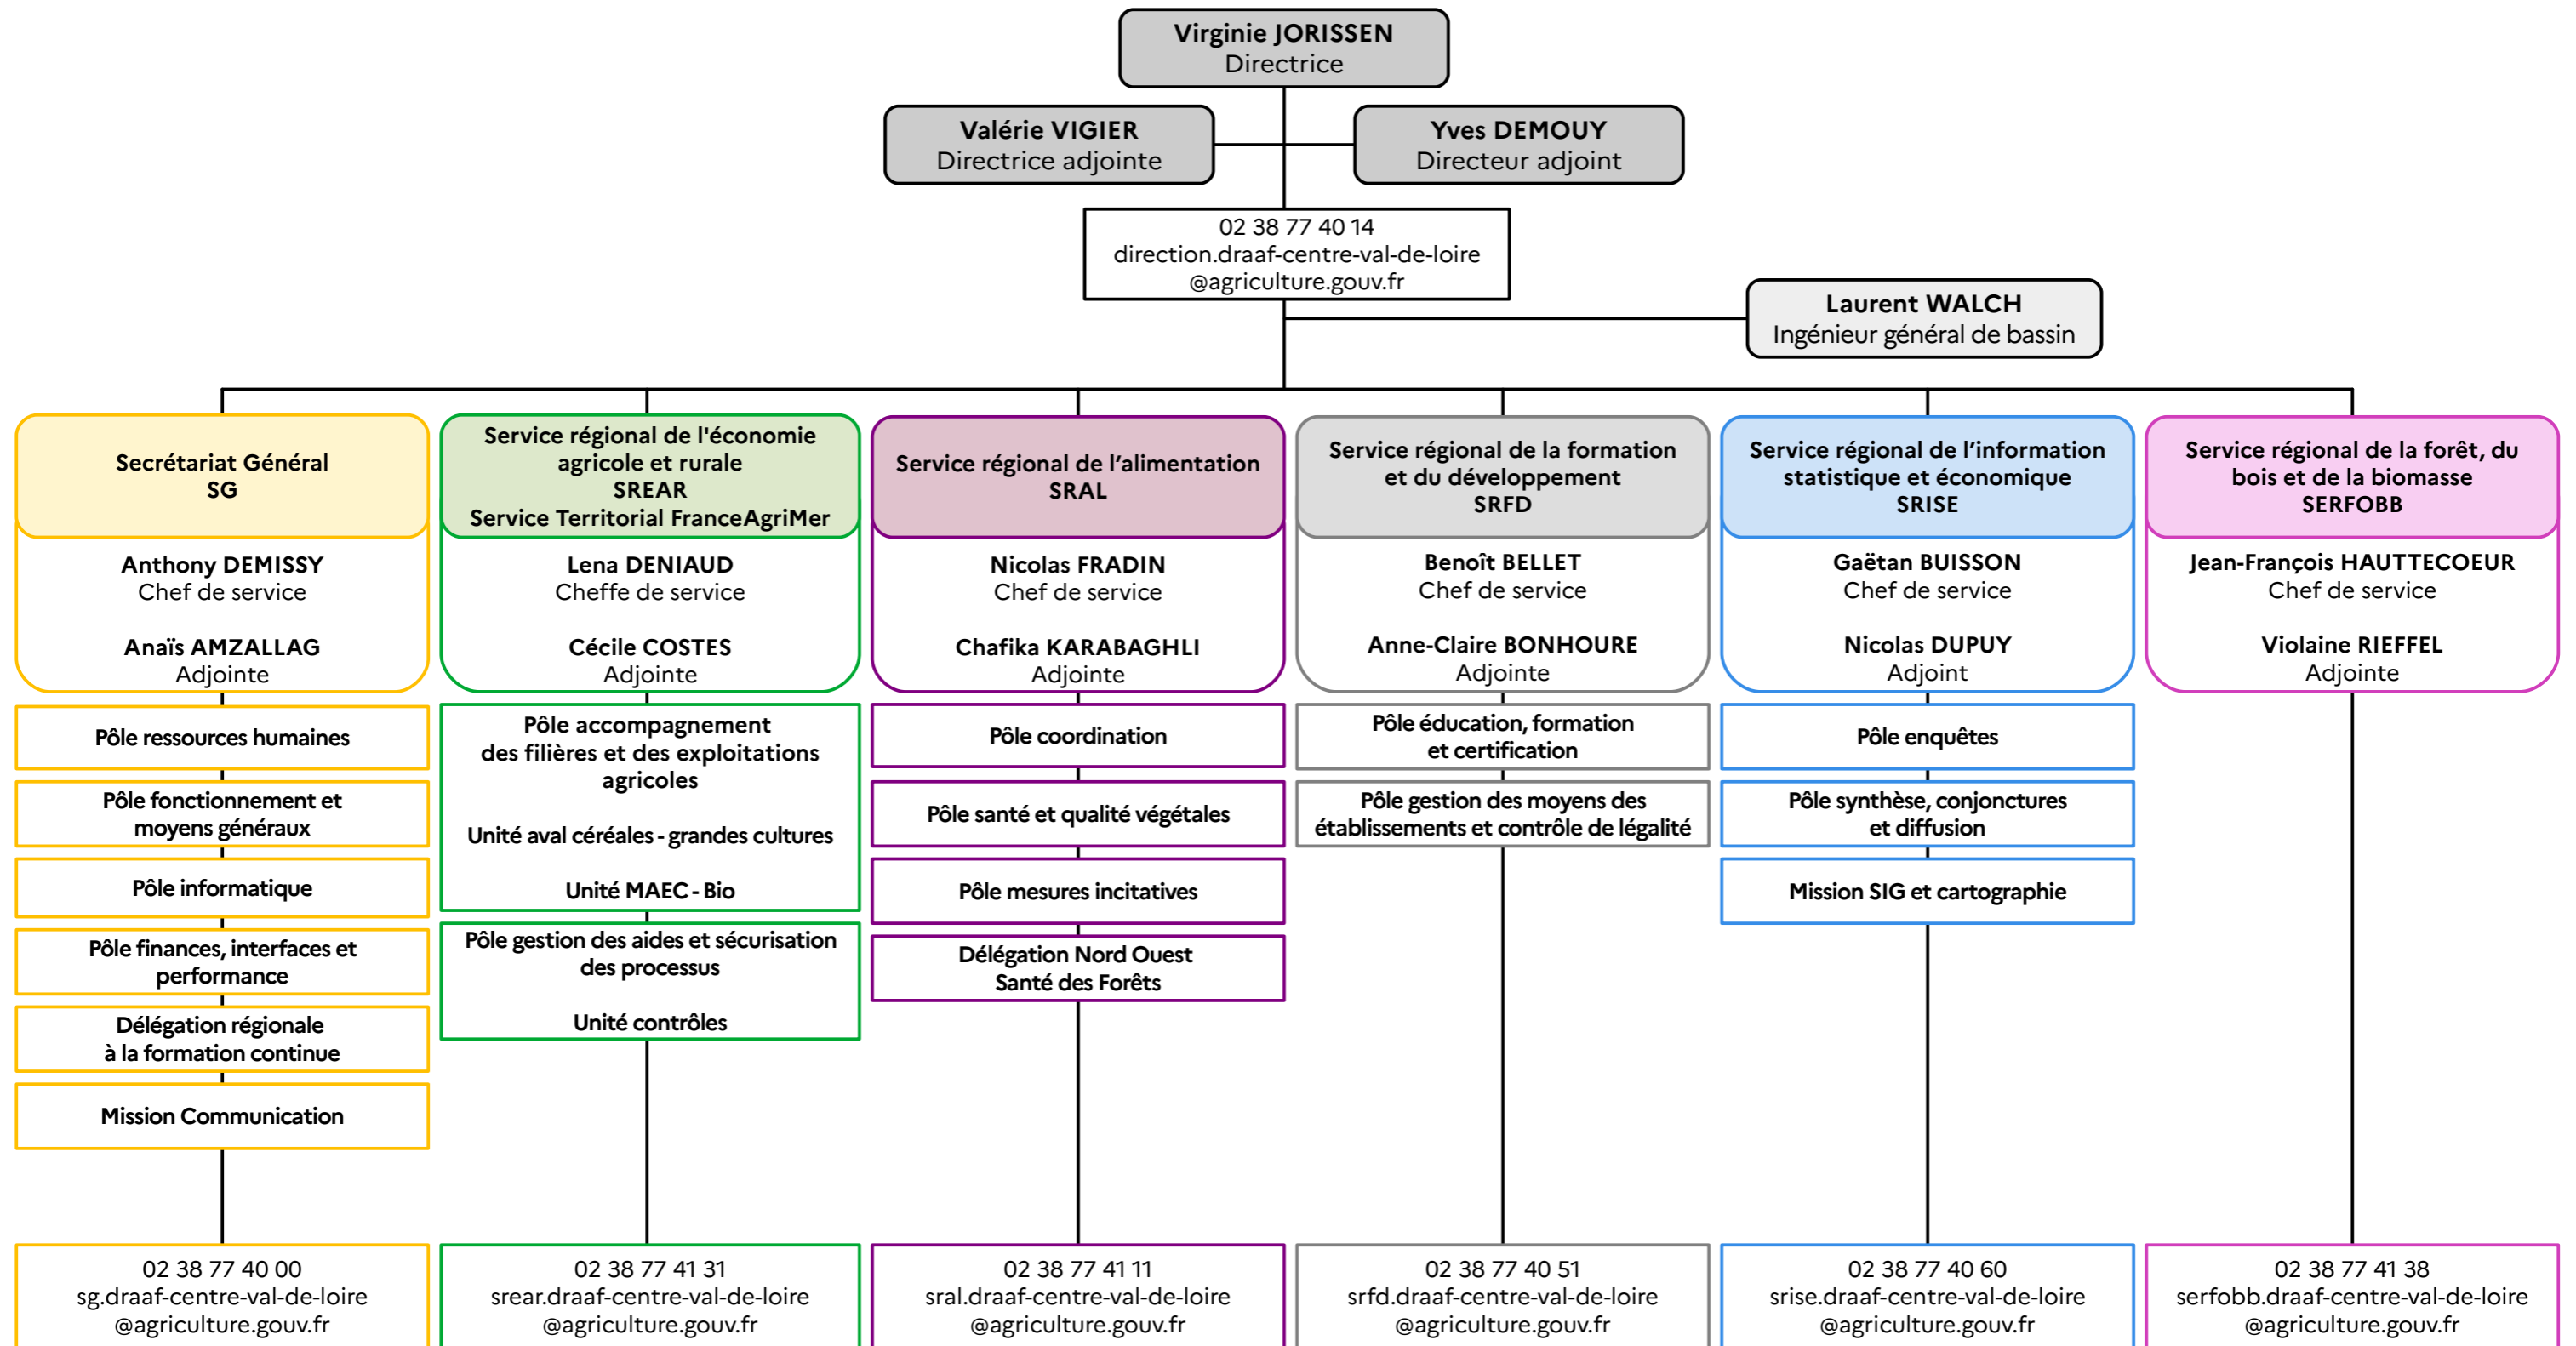 Virginie JORISSEN
Directrice
Valérie VIGIER
Directrice adjointe
Yves DEMOUY
Directeur adjoint
02 38 77 40 14
direction.draaf-centre-val-de-loire
@agriculture.gouv.fr
Laurent WALCH
Ingénieur général de bassin
Secrétariat Général
SG
Anthony DEMISSY
Chef de service
Anaïs AMZALLAG
Adjointe
Pôle ressources humaines
Pôle fonctionnement et
moyens généraux
Pôle informatique
Pôle finances, interfaces et
performance
Délégation régionale
à la formation continue
Mission Communication
02 38 77 40 00
sg.draaf-centre-val-de-loire
@agriculture.gouv.fr
Service régional de l'économie
agricole et rurale
SREAR
Service Territorial FranceAgriMer
Lena DENIAUD
Cheffe de service
Cécile COSTES
Adjointe
Pôle accompagnement
des filières et des exploitations
agricoles
Unité aval céréales - grandes cultures
Unité MAEC - Bio
Pôle gestion des aides et sécurisation
des processus
Unité contrôles
02 38 77 41 31
srear.draaf-centre-val-de-loire
@agriculture.gouv.fr
Service régional de l’alimentation
SRAL
Nicolas FRADIN
Chef de service
Chafika KARABAGHLI
Adjointe
Pôle coordination
Pôle santé et qualité végétales
Pôle mesures incitatives
Délégation Nord Ouest
Santé des Forêts
02 38 77 41 11
sral.draaf-centre-val-de-loire
@agriculture.gouv.fr
Service régional de la formation
et du développement
SRFD
Benoît BELLET
Chef de service
Anne-Claire BONHOURE
Adjointe
Pôle éducation, formation
et certification
Pôle gestion des moyens des
établissements et contrôle de légalité
02 38 77 40 51
srfd.draaf-centre-val-de-loire
@agriculture.gouv.fr
Service régional de l’information
statistique et économique
SRISE
Gaëtan BUISSON
Chef de service
Nicolas DUPUY
Adjoint
Pôle enquêtes
Pôle synthèse, conjonctures
et diffusion
Mission SIG et cartographie
02 38 77 40 60
srise.draaf-centre-val-de-loire
@agriculture.gouv.fr
Service régional de la forêt, du
bois et de la biomasse
SERFOBB
Jean-François HAUTTECOEUR
Chef de service
Violaine RIEFFEL
Adjointe
02 38 77 41 38
serfobb.draaf-centre-val-de-loire
@agriculture.gouv.fr